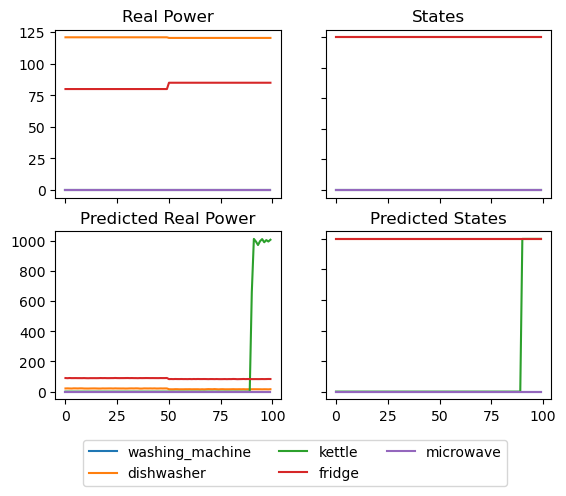 Real Power
States
125
100
75
50
25
0
Predicted Real Power
Predicted States
1000
800
600
400
200
0
0 25 50 75 100
0 25 50 75 100
washing_machine kettle microwave
dishwasher fridge